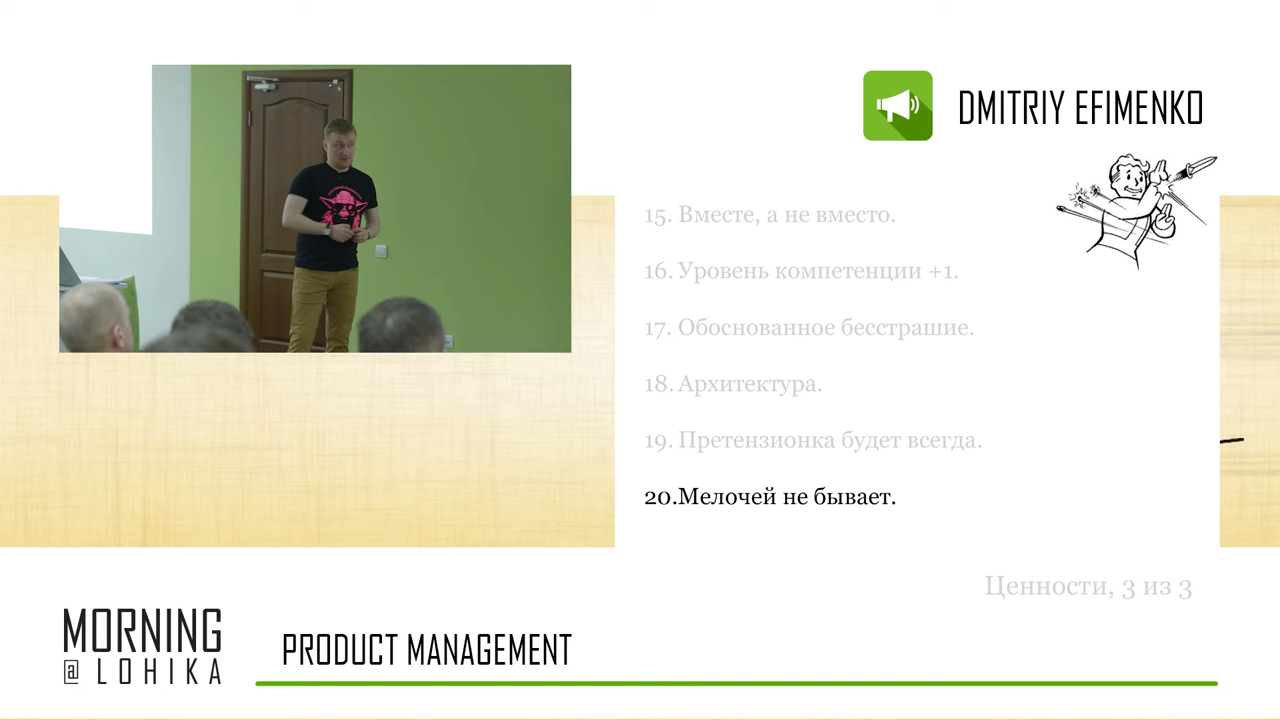 DMITRIY EFIMENKO
15. Вместе, а не вместо.
16. Уровень компетенции +1.
17. Обоснованное бесстрашие.
18. Архитектура.
19. Претензионка будет всегда.
20.Мелочей не бывает.
Ценности, 3 из 3
MORNING
@ LOHIKA
PRODUCT MANAGEMENT